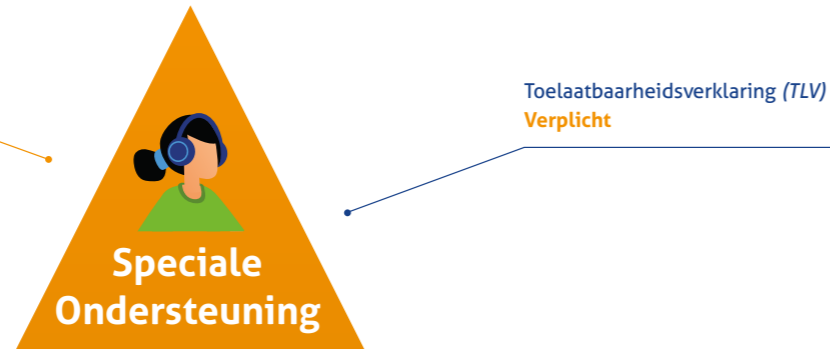 Toelaatbaarheidsverklaring (TLV)
Verplicht
Speciale
Ondersteuning